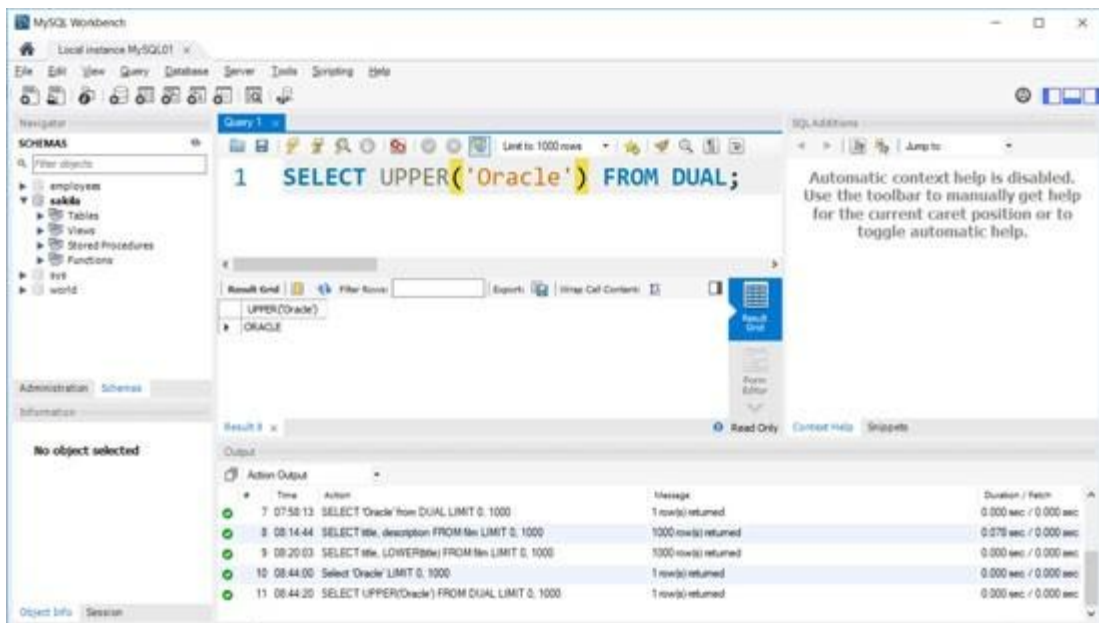 MySQL Workbench
Local instance MySQL01
File Edit View Query Database Server Tools Scripting Help
Navigator
SCHEMAS
Filter objects
employees
sakila
Tables
Views
Stored Procedures
Functions
sys
world
Administration Schemas
Information
No object selected
Object Info Session
Query 1
Limit to 1000 rows
1 SELECT UPPER('Oracle') FROM DUAL;
Result Grid Filter Rows: Export: Wrap Cell Content:
UPPER('Oracle')
ORACLE
Result Grid
Form Editor
Result 8 Read Only
SQLAdditions
Jump to
Automatic context help is disabled.
Use the toolbar to manually get help
for the current caret position or to
toggle automatic help.
Context Help Snippets
Output
Action Output
# Time Action Message Duration / Fetch
7 07:58:13 SELECT 'Oracle' from DUAL LIMIT 0, 1000 1 row(s) returned 0.000 sec / 0.000 sec
8 08:14:44 SELECT title, description FROM film LIMIT 0, 1000 1000 row(s) returned 0.078 sec / 0.000 sec
9 08:20:03 SELECT title, LOWER(title) FROM film LIMIT 0, 1000 1000 row(s) returned 0.000 sec / 0.000 sec
10 08:44:00 Select 'Oracle' LIMIT 0, 1000 1 row(s) returned 0.000 sec / 0.000 sec
11 08:44:20 SELECT UPPER('Oracle') FROM DUAL LIMIT 0, 1000 1 row(s) returned 0.000 sec / 0.000 sec